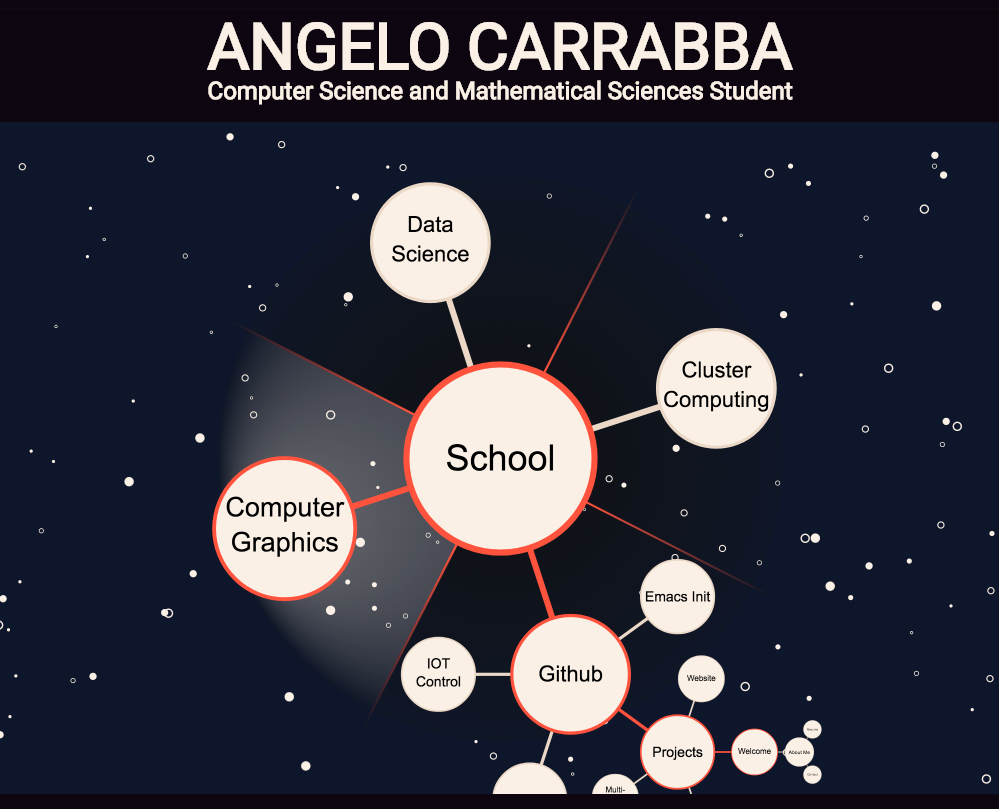 ANGELO CARRABBA
Computer Science and Mathematical Sciences Student
Data
Science
Cluster
Computing
School
Computer
Graphics
Emacs Init
IOT
Control
Github
Website
Projects
Welcome
About Me
Multi-